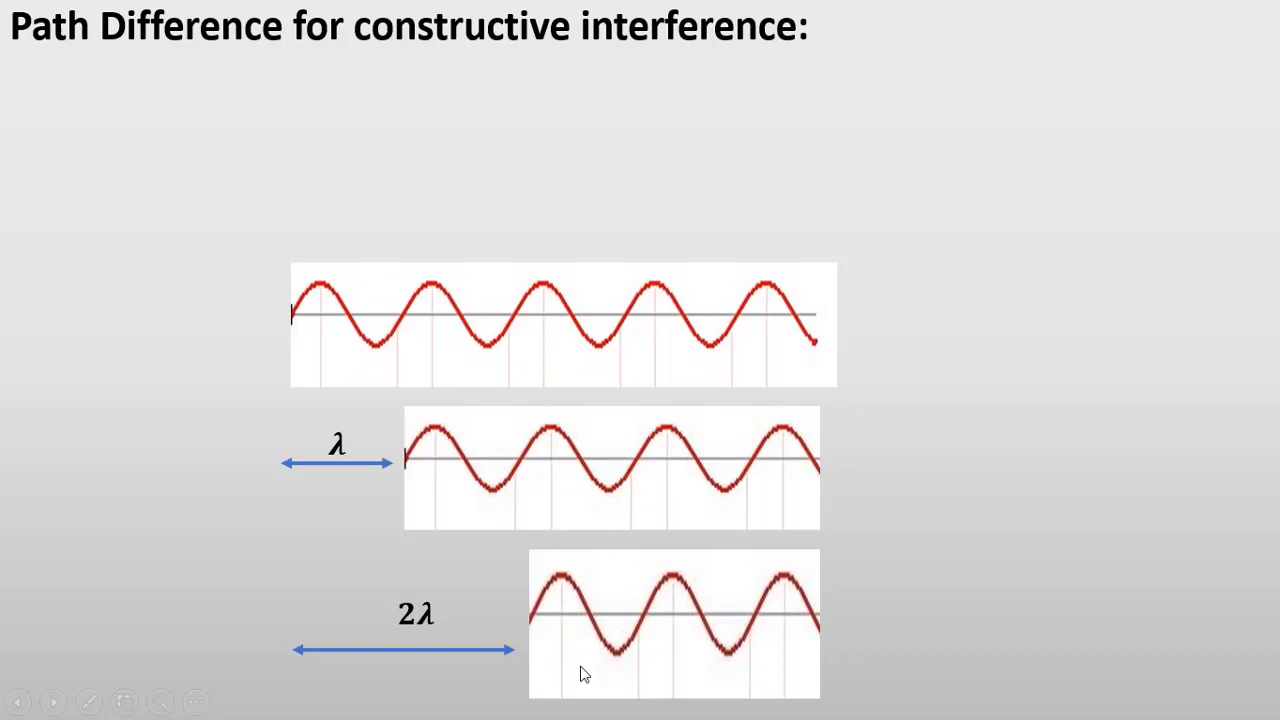 Path Difference for constructive interference:
λ
2λ